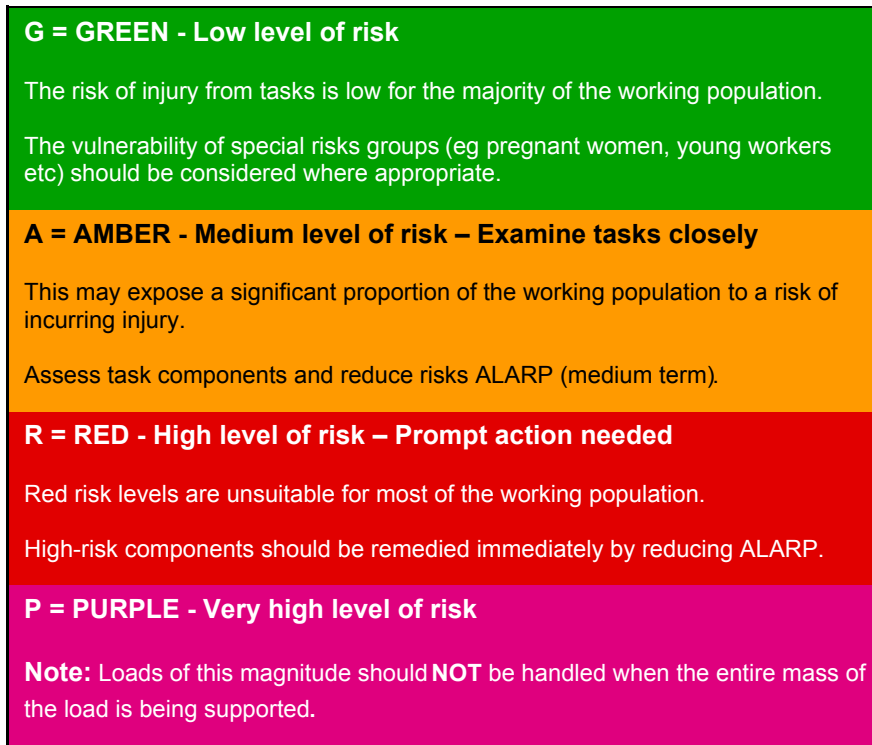 G = GREEN - Low level of risk
The risk of injury from tasks is low for the majority of the working population.
The vulnerability of special risks groups (eg pregnant women, young workers
etc) should be considered where appropriate.
A = AMBER - Medium level of risk – Examine tasks closely
This may expose a significant proportion of the working population to a risk of
incurring injury.
Assess task components and reduce risks ALARP (medium term).
R = RED - High level of risk – Prompt action needed
Red risk levels are unsuitable for most of the working population.
High-risk components should be remedied immediately by reducing ALARP.
P = PURPLE - Very high level of risk
Note: Loads of this magnitude should NOT be handled when the entire mass of
the load is being supported.